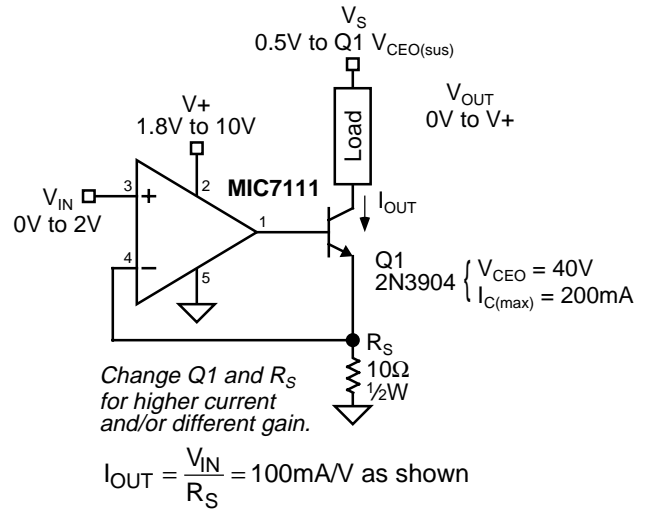 V_S
0.5V to Q1 V_CEO(sus)
V_OUT
0V to V+
Load
V+
1.8V to 10V
MIC7111
V_IN
0V to 2V
3
+
2
1
4
−
5
I_OUT
Q1
2N3904
V_CEO = 40V
I_C(max) = 200mA
R_S
10Ω
½W
Change Q1 and R_S
for higher current
and/or different gain.
I_OUT = V_IN / R_S = 100mA/V as shown